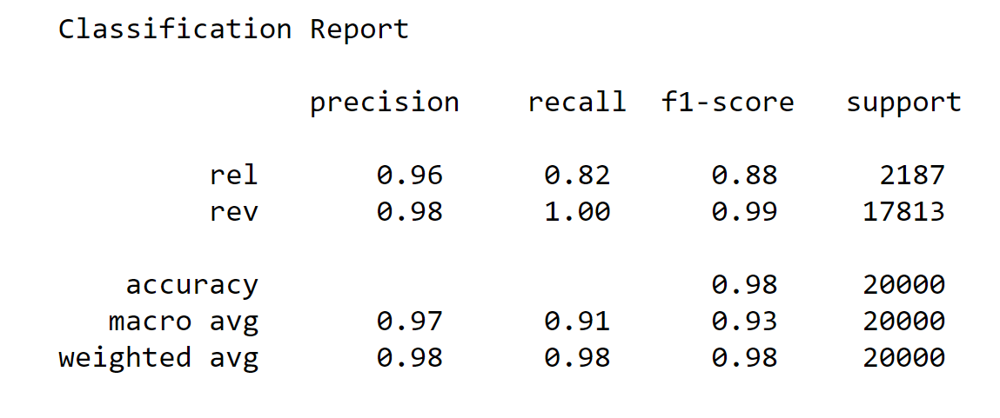 Classification Report
precision recall f1-score support
rel 0.96 0.82 0.88 2187
rev 0.98 1.00 0.99 17813
accuracy 0.98 20000
macro avg 0.97 0.91 0.93 20000
weighted avg 0.98 0.98 0.98 20000